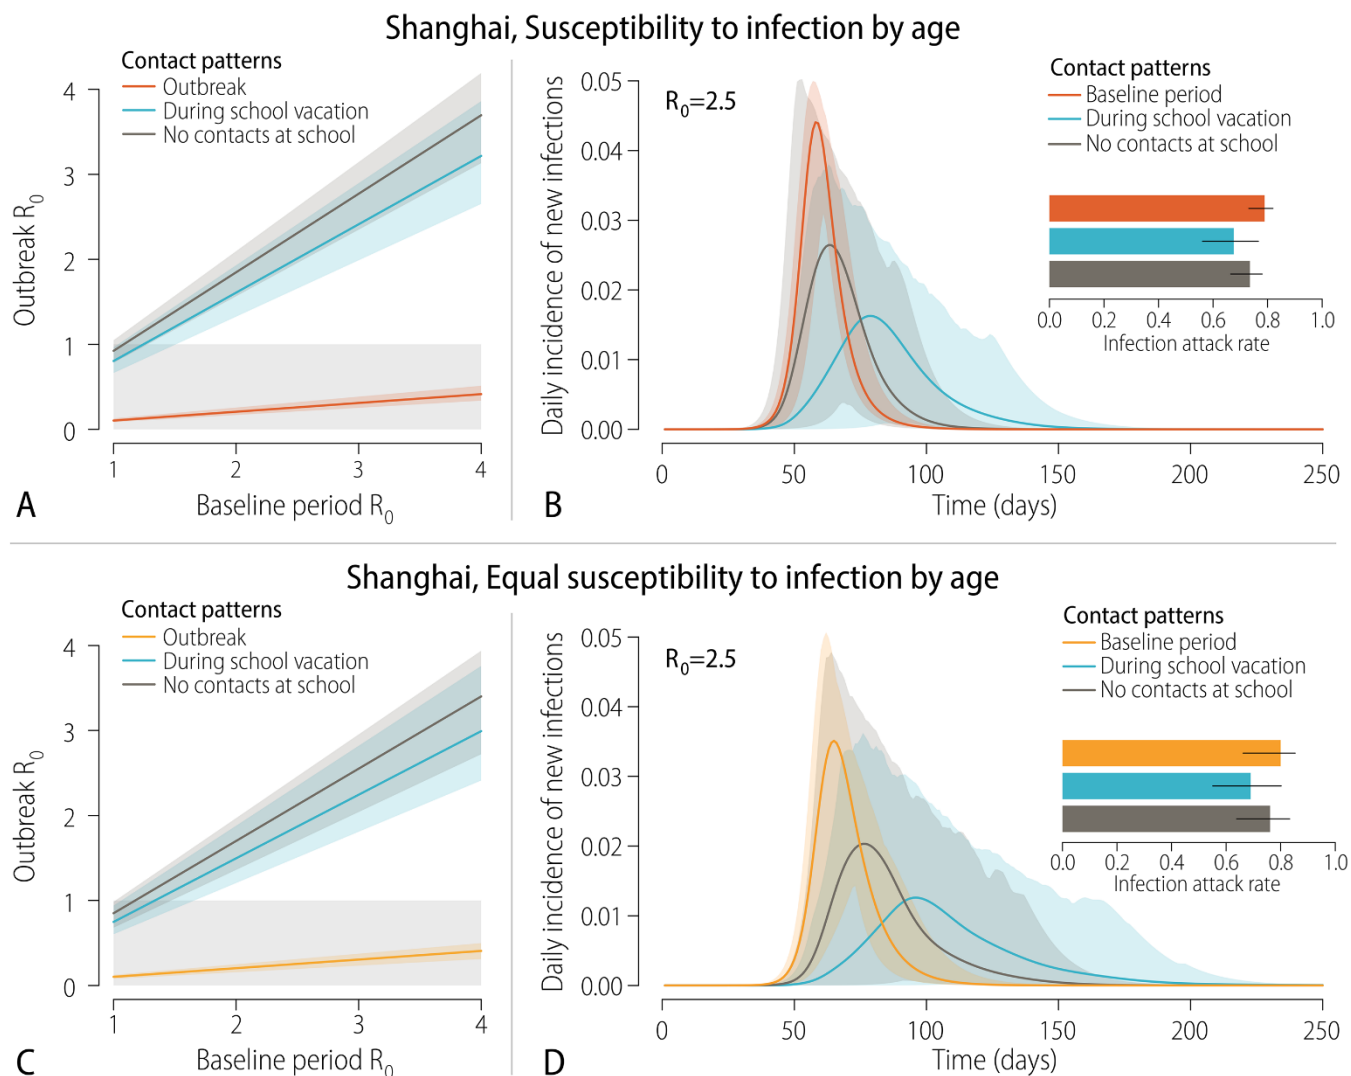 Shanghai, Susceptibility to infection by age
Contact patterns
Outbreak
During school vacation
No contacts at school
4
3
2
1
0
Outbreak R0
1 2 3 4
Baseline period R0
A
R0=2.5
Contact patterns
Baseline period
During school vacation
No contacts at school
0.05
0.04
0.03
0.02
0.01
0.00
Daily incidence of new infections
0.0 0.2 0.4 0.6 0.8 1.0
Infection attack rate
0 50 100 150 200 250
Time (days)
B
Shanghai, Equal susceptibility to infection by age
Contact patterns
Outbreak
During school vacation
No contacts at school
4
3
2
1
0
Outbreak R0
1 2 3 4
Baseline period R0
C
R0=2.5
Contact patterns
Baseline period
During school vacation
No contacts at school
0.05
0.04
0.03
0.02
0.01
0.00
Daily incidence of new infections
0.0 0.2 0.4 0.6 0.8 1.0
Infection attack rate
0 50 100 150 200 250
Time (days)
D